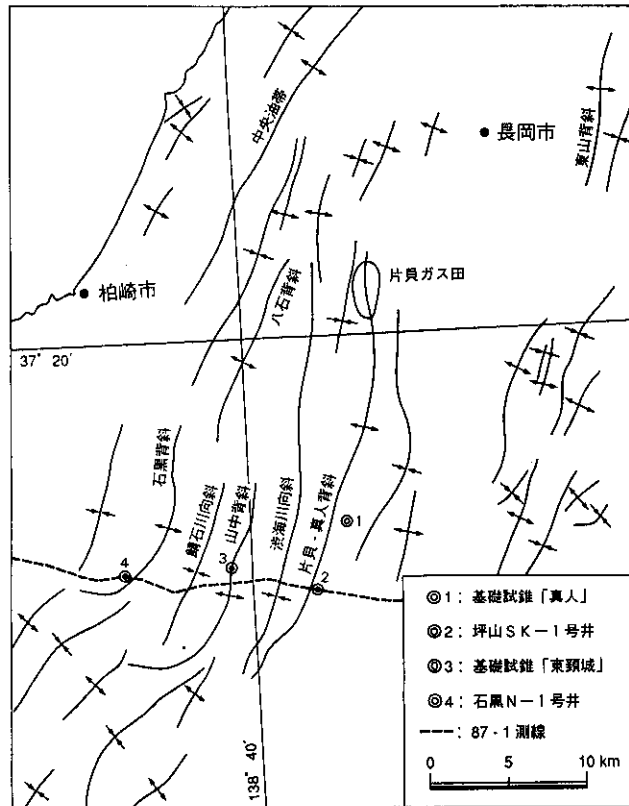 中央油帯
長岡市
東山背斜
片貝ガス田
柏崎市
八石背斜
37° 20′
石黒背斜
鯖石川向斜
山中背斜
渋海川向斜
片貝・真人背斜
1
4
3
2
◎1：基礎試錐「真人」
◎2：坪山SK－1号井
◎3：基礎試錐「東頸城」
◎4：石黒N－1号井
-----：87-1測線
0 5 10 km
138° 40′